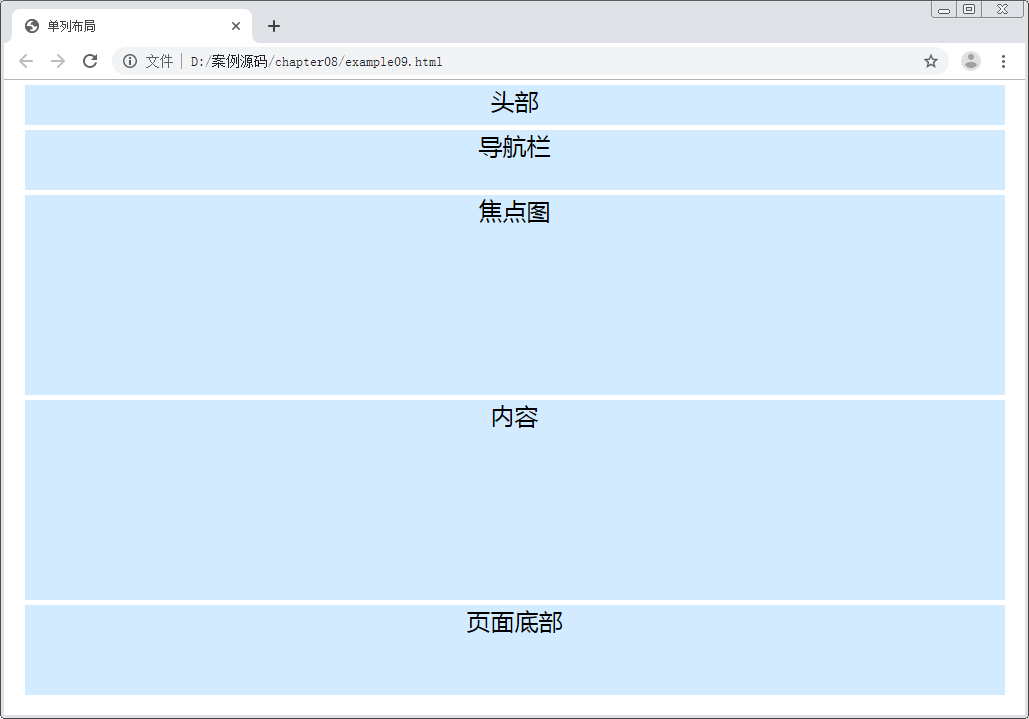 单列布局
文件 D:/案例源码/chapter08/example09.html
头部
导航栏
焦点图
内容
页面底部